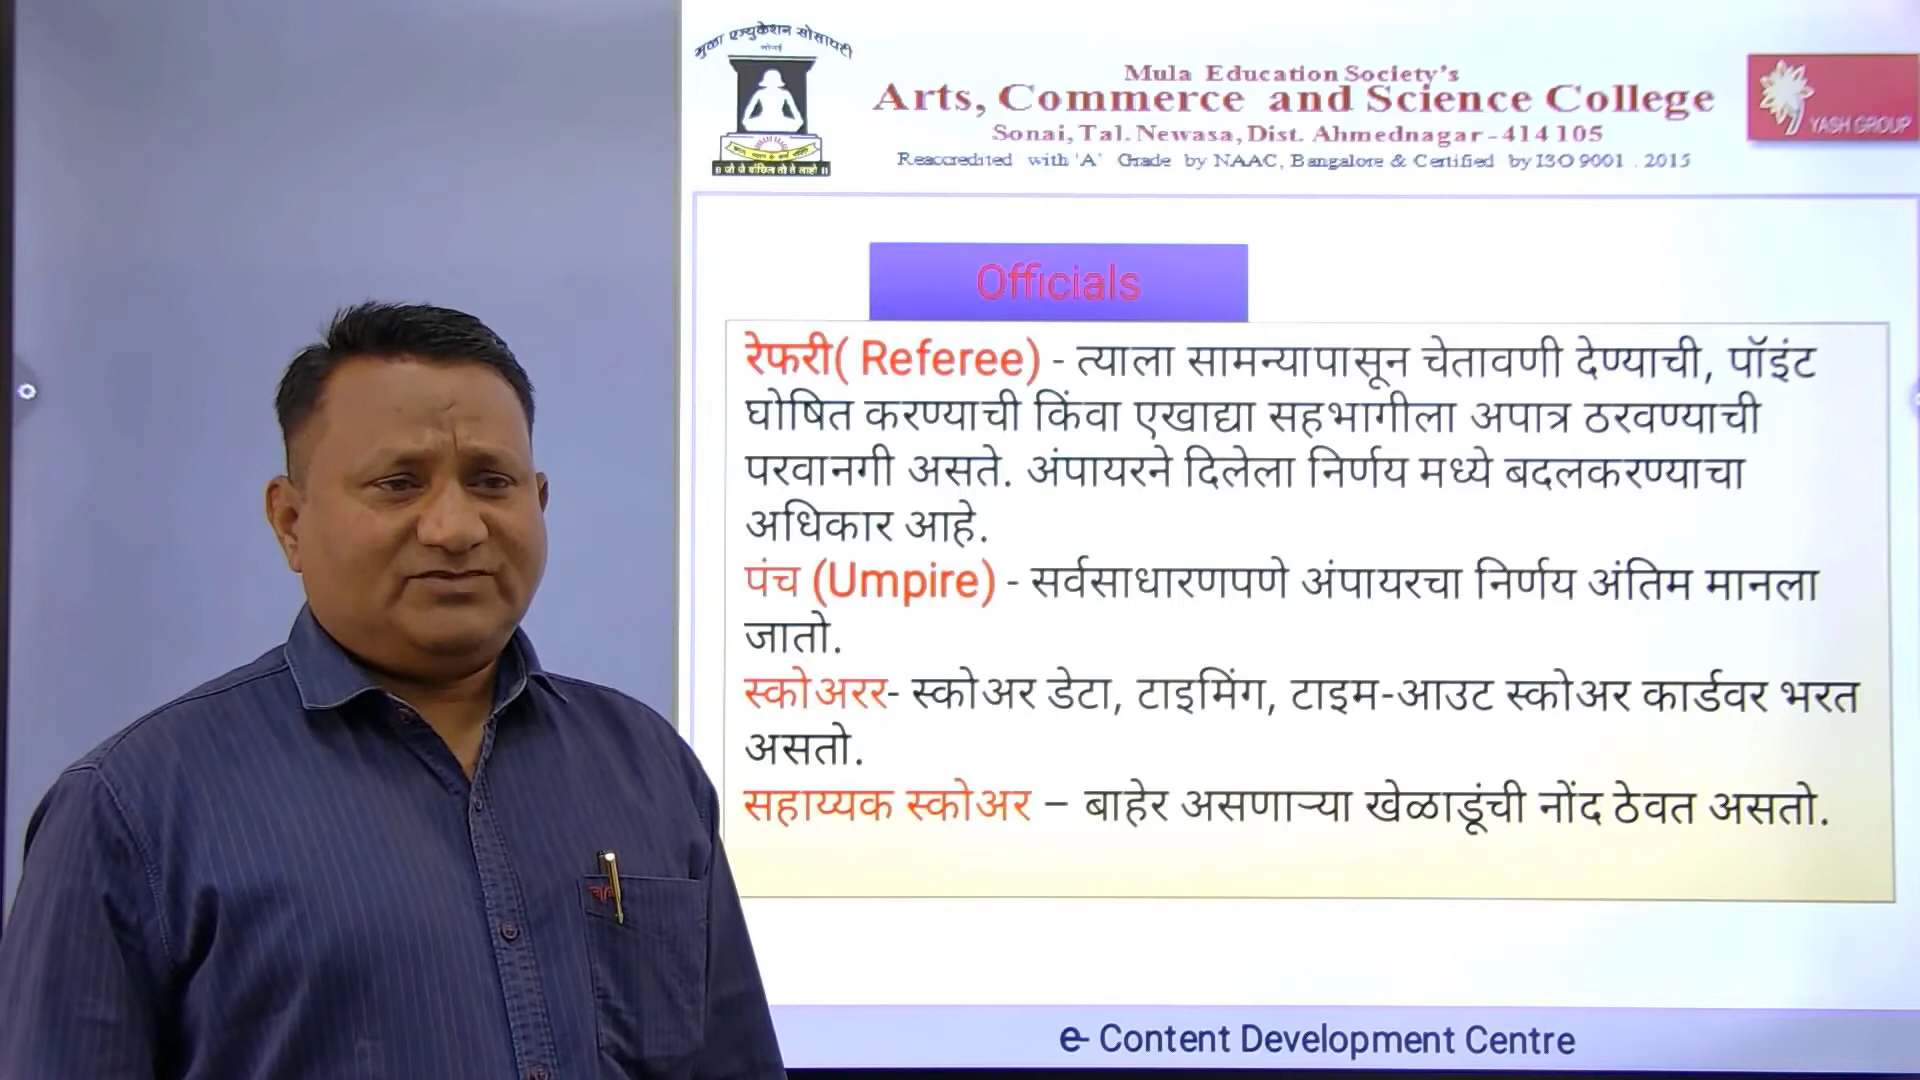 मुळा एज्युकेशन सोसायटी
सोनई
॥ जो जे वांछिल तो ते लाहो ॥
Mula Education Society's
Arts, Commerce and Science College
Sonai, Tal. Newasa, Dist. Ahmednagar-414105
Reaccredited with 'A' Grade by NAAC, Bangalore & Certified by ISO 9001 . 2015
YASH GROUP
Officials
रेफरी( Referee) - त्याला सामन्यापासून चेतावणी देण्याची, पॉइंट
घोषित करण्याची किंवा एखाद्या सहभागीला अपात्र ठरवण्याची
परवानगी असते. अंपायरने दिलेला निर्णय मध्ये बदलकरण्याचा
अधिकार आहे.
पंच (Umpire) - सर्वसाधारणपणे अंपायरचा निर्णय अंतिम मानला
जातो.
स्कोअरर- स्कोअर डेटा, टाइमिंग, टाइम-आउट स्कोअर कार्डवर भरत
असतो.
सहाय्यक स्कोअर – बाहेर असणाऱ्या खेळाडूंची नोंद ठेवत असतो.
e- Content Development Centre